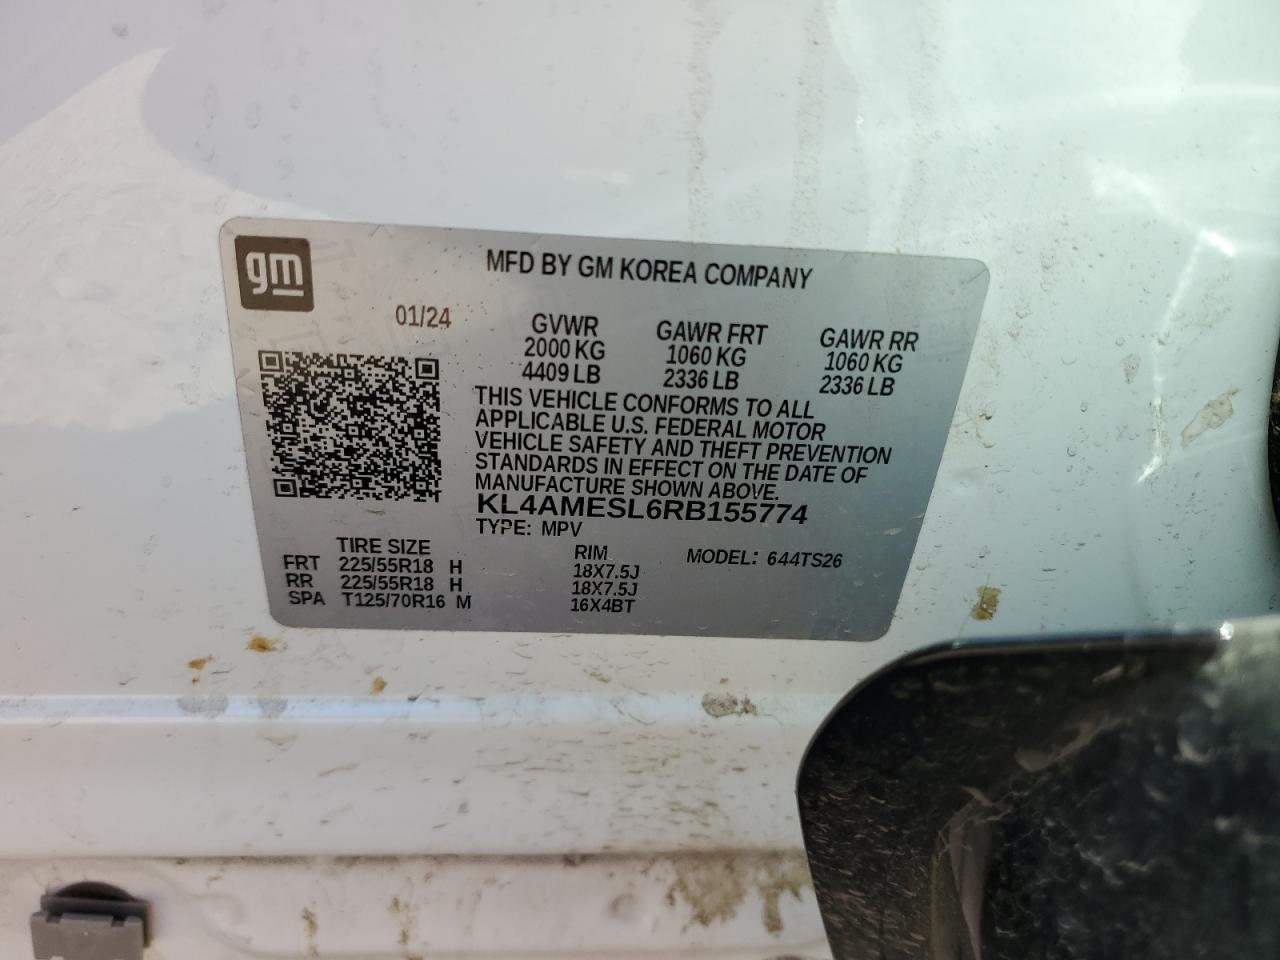 gm
MFD BY GM KOREA COMPANY
01/24
GVWR GAWR FRT GAWR RR
2000 KG 1060 KG 1060 KG
4409 LB 2336 LB 2336 LB
THIS VEHICLE CONFORMS TO ALL
APPLICABLE U.S. FEDERAL MOTOR
VEHICLE SAFETY AND THEFT PREVENTION
STANDARDS IN EFFECT ON THE DATE OF
MANUFACTURE SHOWN ABOVE.
KL4AMESL6RB155774
TYPE: MPV
TIRE SIZE RIM MODEL: 644TS26
FRT 225/55R18 H 18X7.5J
RR 225/55R18 H 18X7.5J
SPA T125/70R16 M 16X4BT